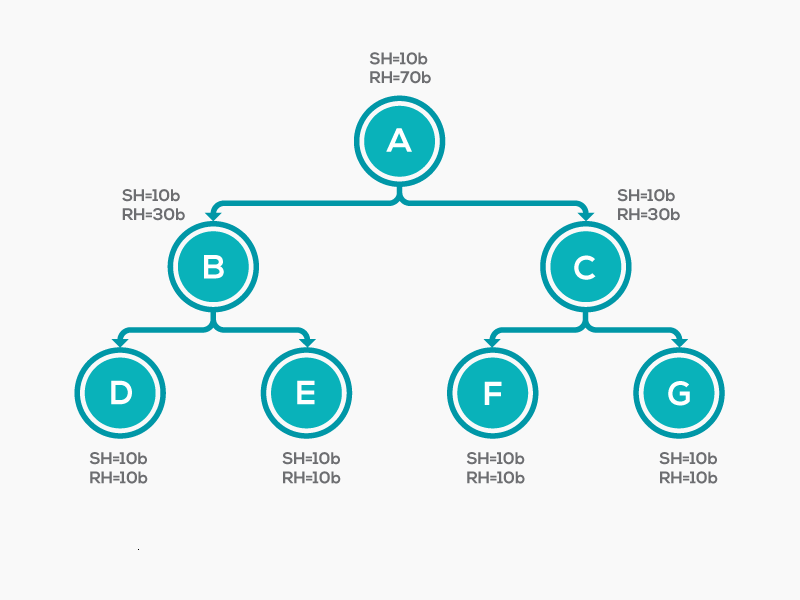 SH=10b
RH=70b
A
SH=10b
RH=30b
SH=10b
RH=30b
B
C
D
E
F
G
SH=10b
RH=10b
SH=10b
RH=10b
SH=10b
RH=10b
SH=10b
RH=10b